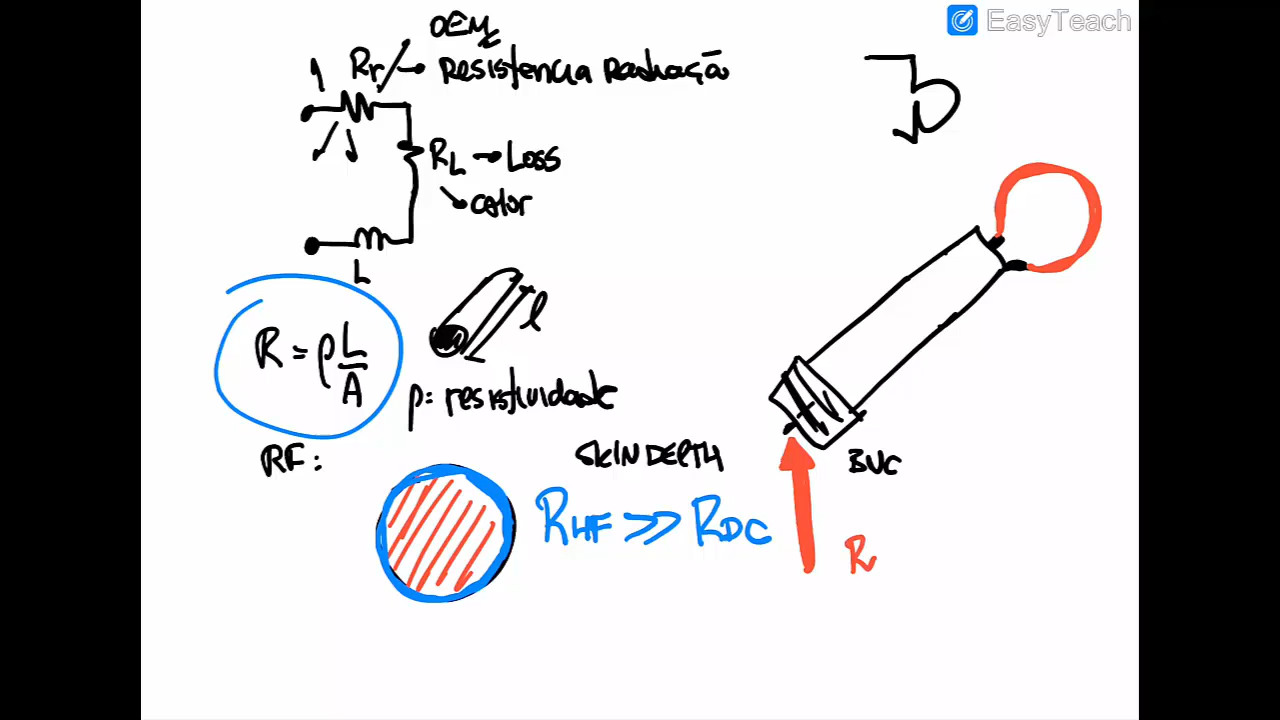 EasyTeach
OEM
Rr → Resistencia Radiação
RL → Loss
calor
L
R = ρ L/A
l
ρ = resistividade
RF:
SKIN DEPTH
BNC
RHF >> RDC
R